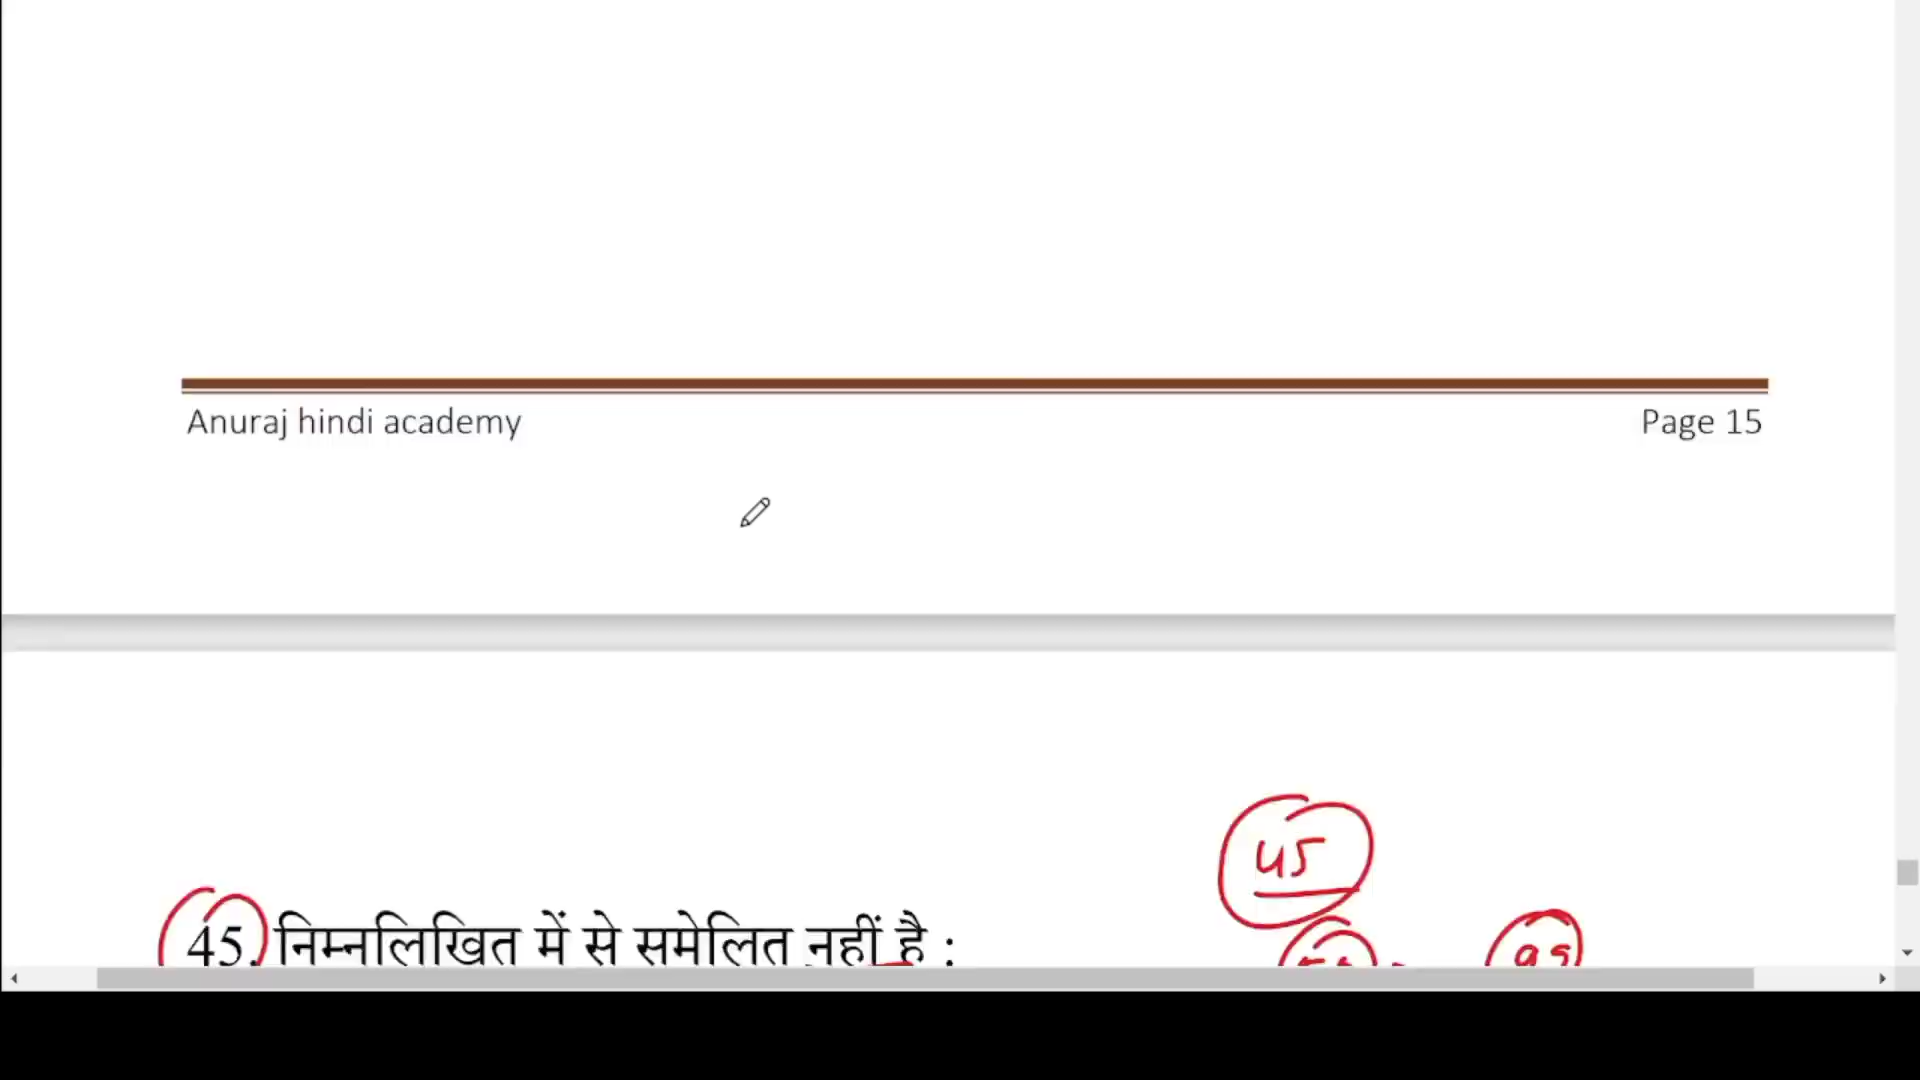 Anuraj hindi academy Page 15
45
45. निम्नलिखित में से समेलित नहीं है :